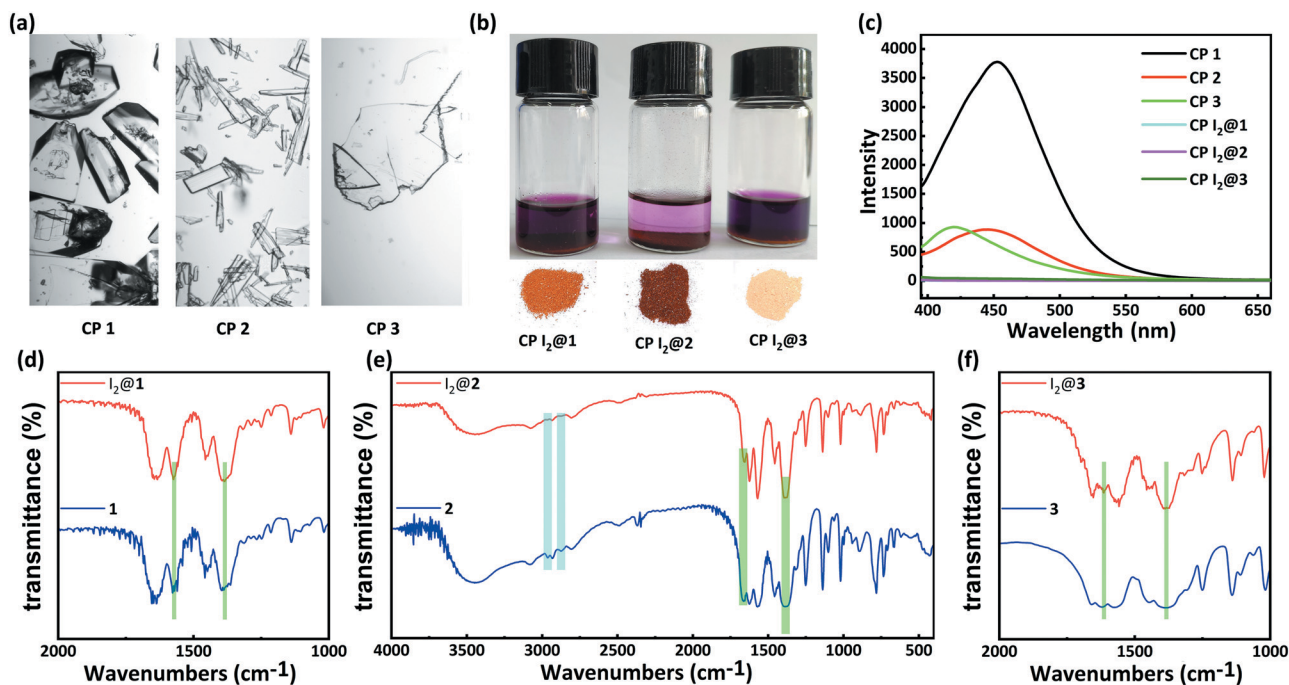 (a)
CP 1
CP 2
CP 3
(b)
CP I₂@1
CP I₂@2
CP I₂@3
(c)
Intensity
4000
3500
3000
2500
2000
1500
1000
500
0
CP 1
CP 2
CP 3
CP I₂@1
CP I₂@2
CP I₂@3
400 450 500 550 600 650
Wavelength (nm)
(d)
transmittance (%)
I₂@1
1
2000 1500 1000
Wavenumbers (cm⁻¹)
(e)
transmittance (%)
I₂@2
2
4000 3500 3000 2500 2000 1500 1000 500
Wavenumbers (cm⁻¹)
(f)
transmittance (%)
I₂@3
3
2000 1500 1000
Wavenumbers (cm⁻¹)